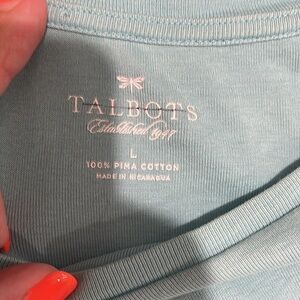 TALBOTS
Established 1947
L
100% PIMA COTTON
MADE IN NICARAGUA